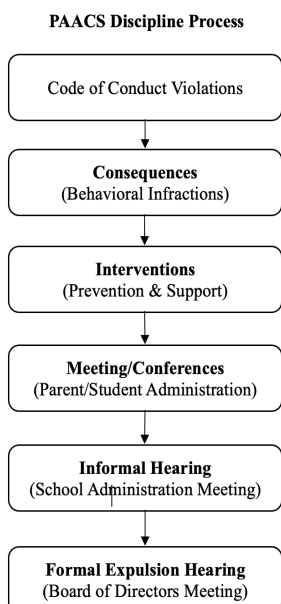 PAACS Discipline Process
Code of Conduct Violations
Consequences
(Behavioral Infractions)
Interventions
(Prevention & Support)
Meeting/Conferences
(Parent/Student Administration)
Informal Hearing
(School Administration Meeting)
Formal Expulsion Hearing
(Board of Directors Meeting)